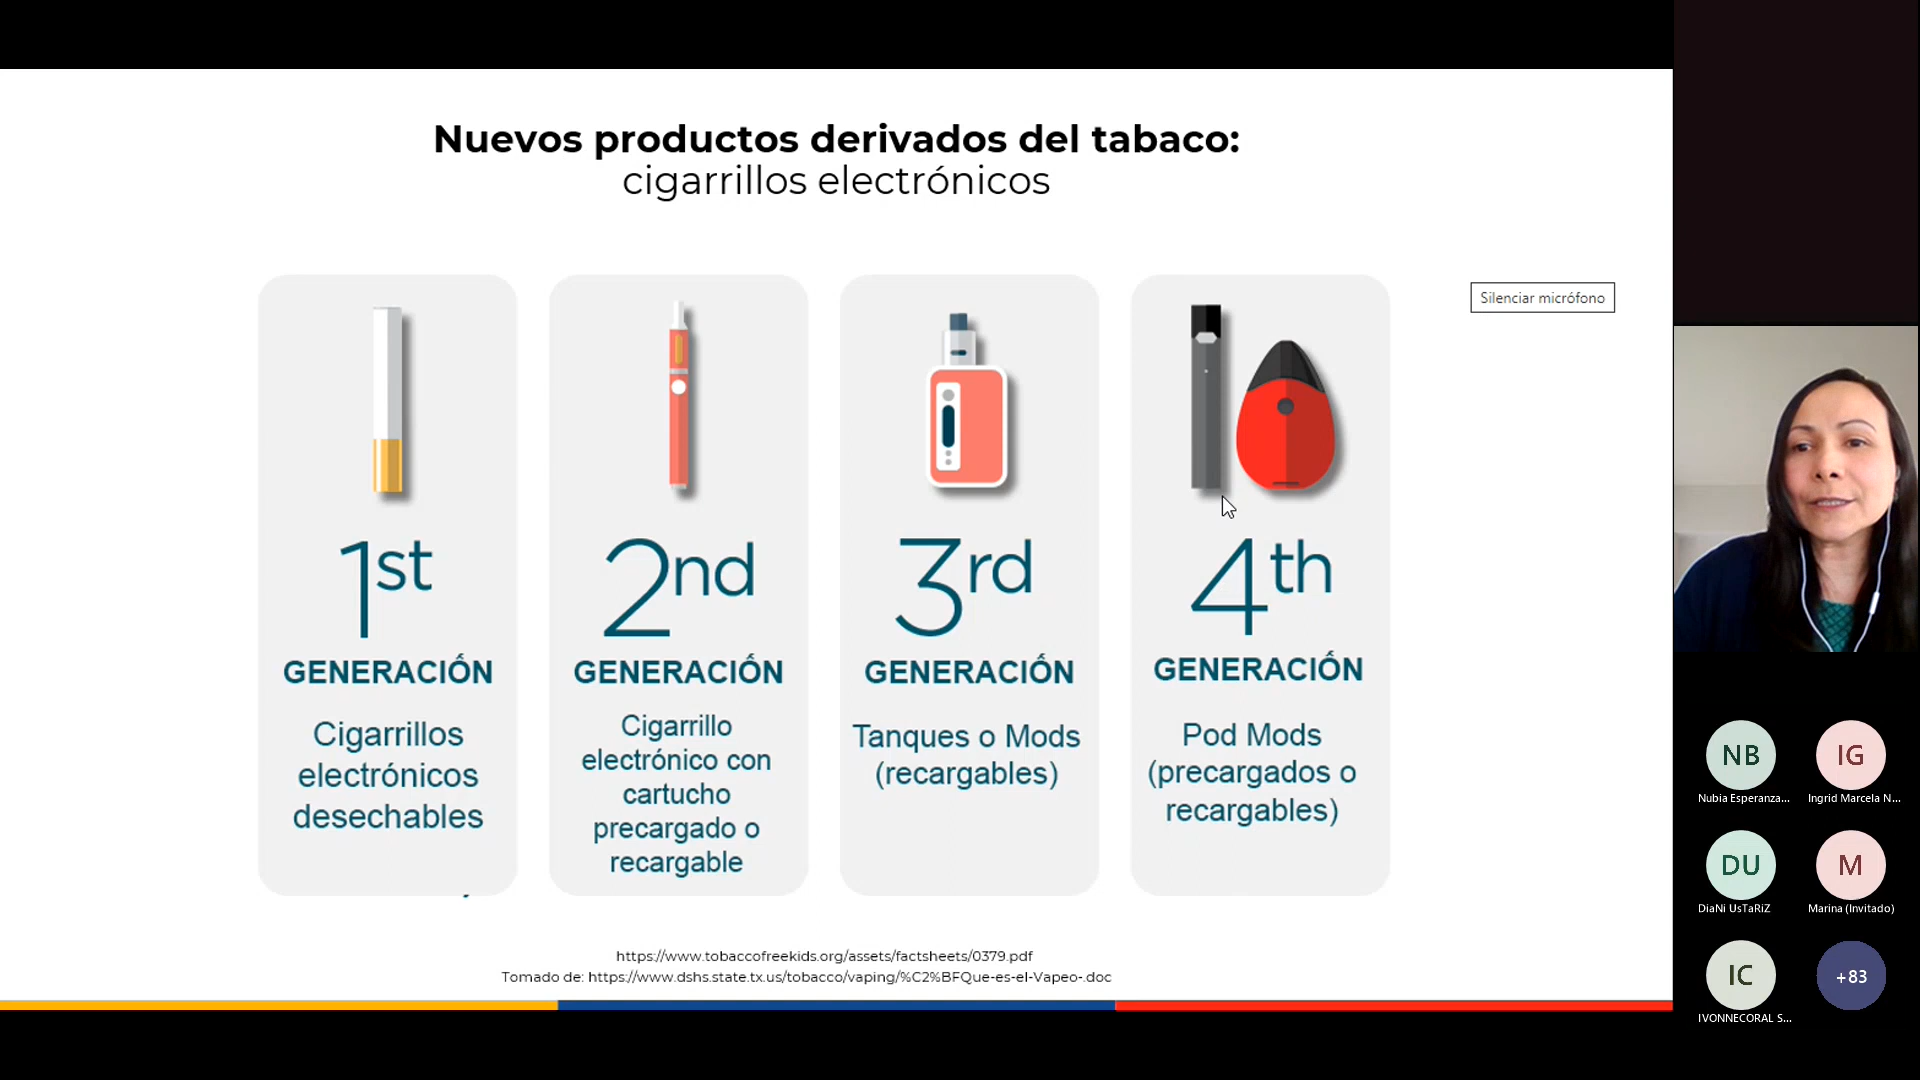 Nuevos productos derivados del tabaco:
cigarrillos electrónicos
Silenciar micrófono
1st
GENERACIÓN
Cigarrillos
electrónicos
desechables
2nd
GENERACIÓN
Cigarrillo
electrónico con
cartucho
precargado o
recargable
3rd
GENERACIÓN
Tanques o Mods
(recargables)
4th
GENERACIÓN
Pod Mods
(precargados o
recargables)
https://www.tobaccofreekids.org/assets/factsheets/0379.pdf
Tomado de: https://www.dshs.state.tx.us/tobacco/vaping/%C2%BFQue-es-el-Vapeo-.doc
NB
Nubia Esperanza...
IG
Ingrid Marcela N...
DU
DiaNi UsTaRiZ
M
Marina (Invitado)
IC
IVONNECORAL S...
+83